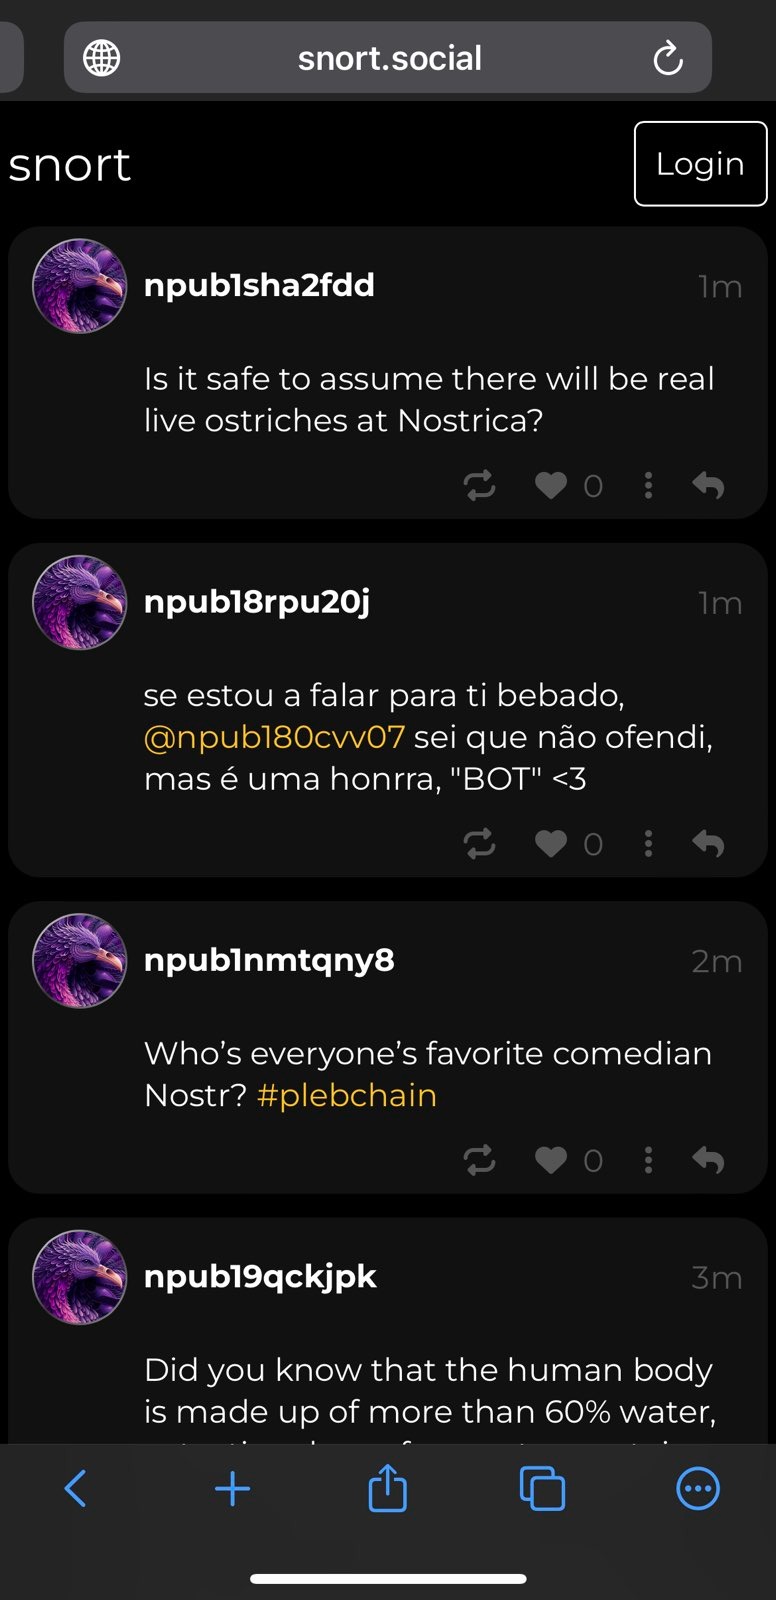 snort.social
snort
Login
npub1sha2fdd
1m
Is it safe to assume there will be real
live ostriches at Nostrica?
0
npub18rpu20j
1m
se estou a falar para ti bebado,
@npub180cvv07 sei que não ofendi,
mas é uma honrra, "BOT" <3
0
npub1nmtqny8
2m
Who’s everyone’s favorite comedian
Nostr? #plebchain
0
npub19qckjpk
3m
Did you know that the human body
is made up of more than 60% water,